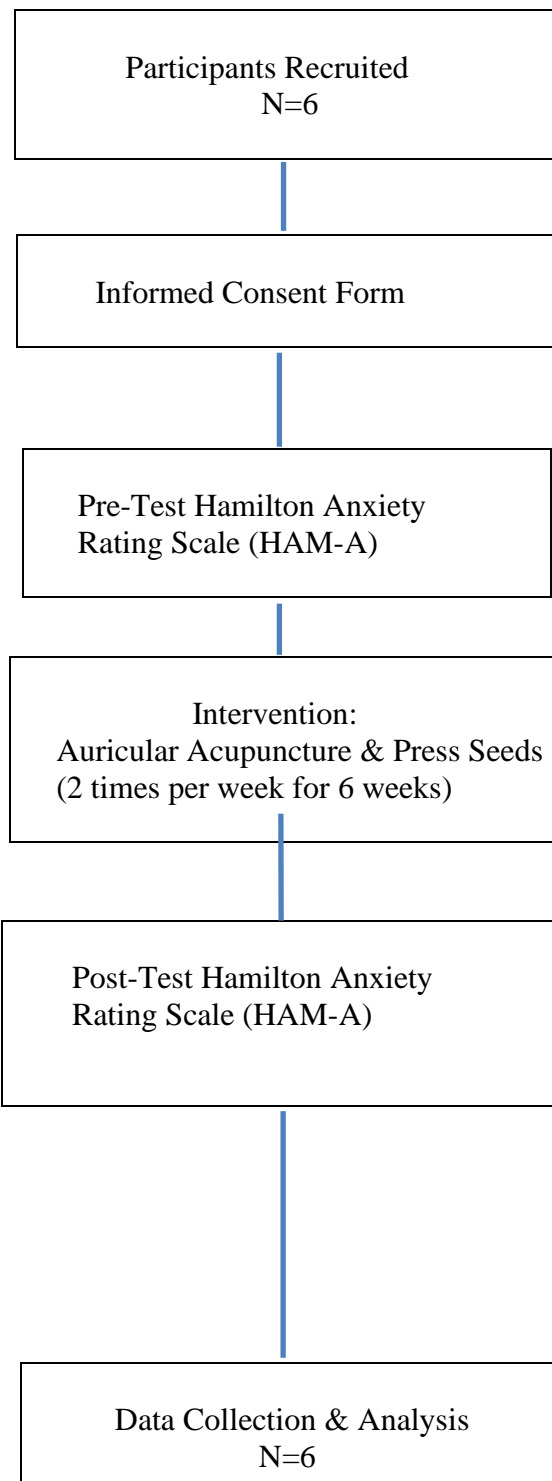 Participants Recruited
N=6
Informed Consent Form
Pre-Test Hamilton Anxiety
Rating Scale (HAM-A)
Intervention:
Auricular Acupuncture & Press Seeds
(2 times per week for 6 weeks)
Post-Test Hamilton Anxiety
Rating Scale (HAM-A)
Data Collection & Analysis
N=6